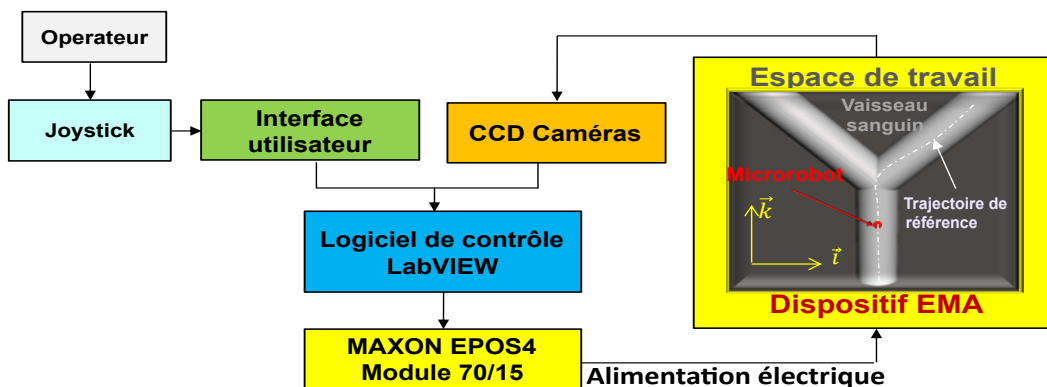 Operateur
Joystick
Interface
utilisateur
CCD Caméras
Logiciel de contrôle
LabVIEW
MAXON EPOS4
Module 70/15
Alimentation électrique
Espace de travail
Vaisseau
sanguin
Microrobot
Trajectoire de
référence
k
i
Dispositif EMA